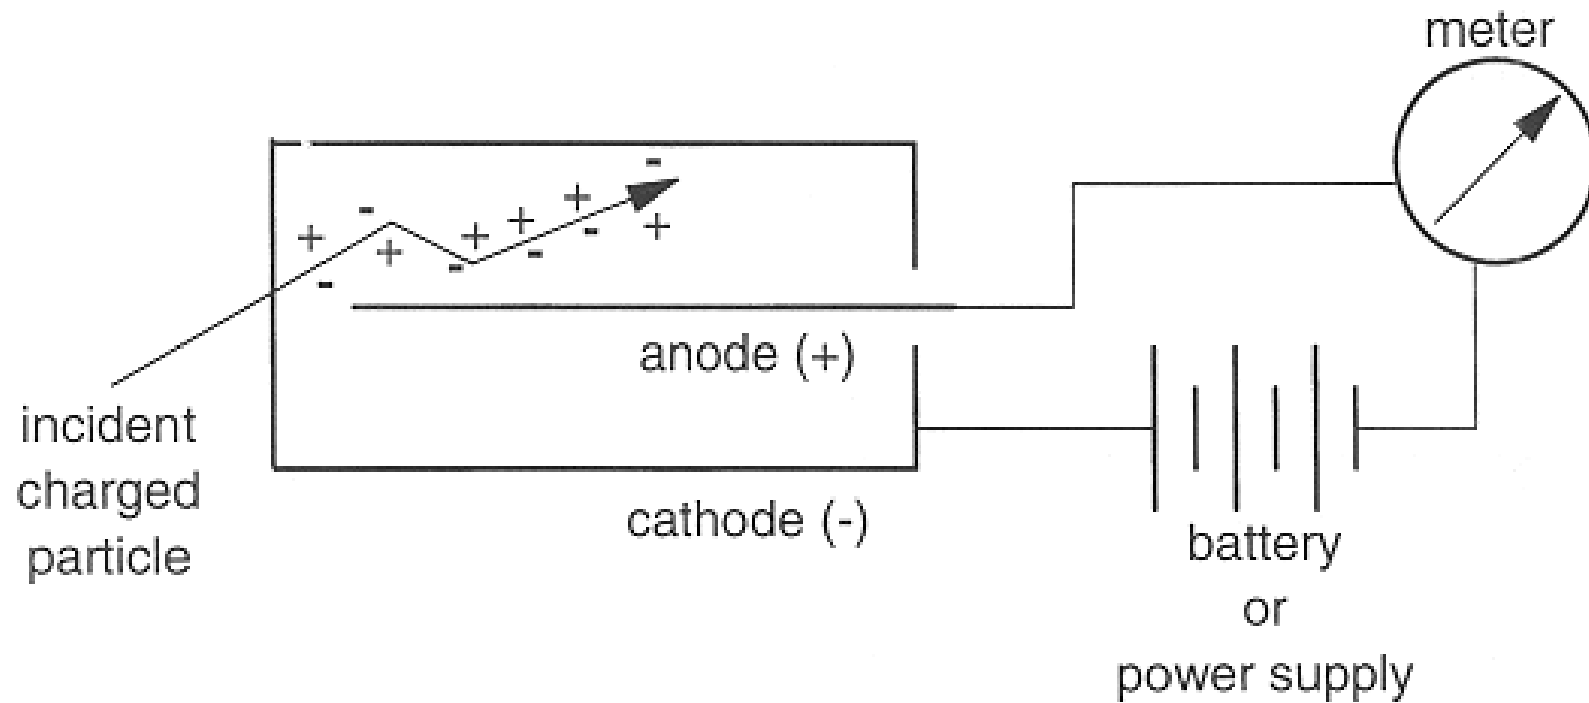 meter
anode (+)
incident
charged
particle
cathode (-)
battery
or
power supply